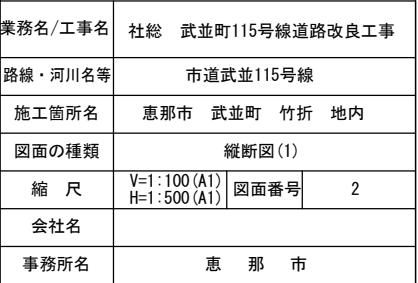 業務名/工事名 社総 武並町115号線道路改良工事
路線・河川名等 市道武並115号線
施工箇所名 恵那市 武並町 竹折 地内
図面の種類 縦断図(1)
縮 尺 V=1:100(A1) 図面番号 2
H=1:500(A1)
会社名
事務所名 恵 那 市